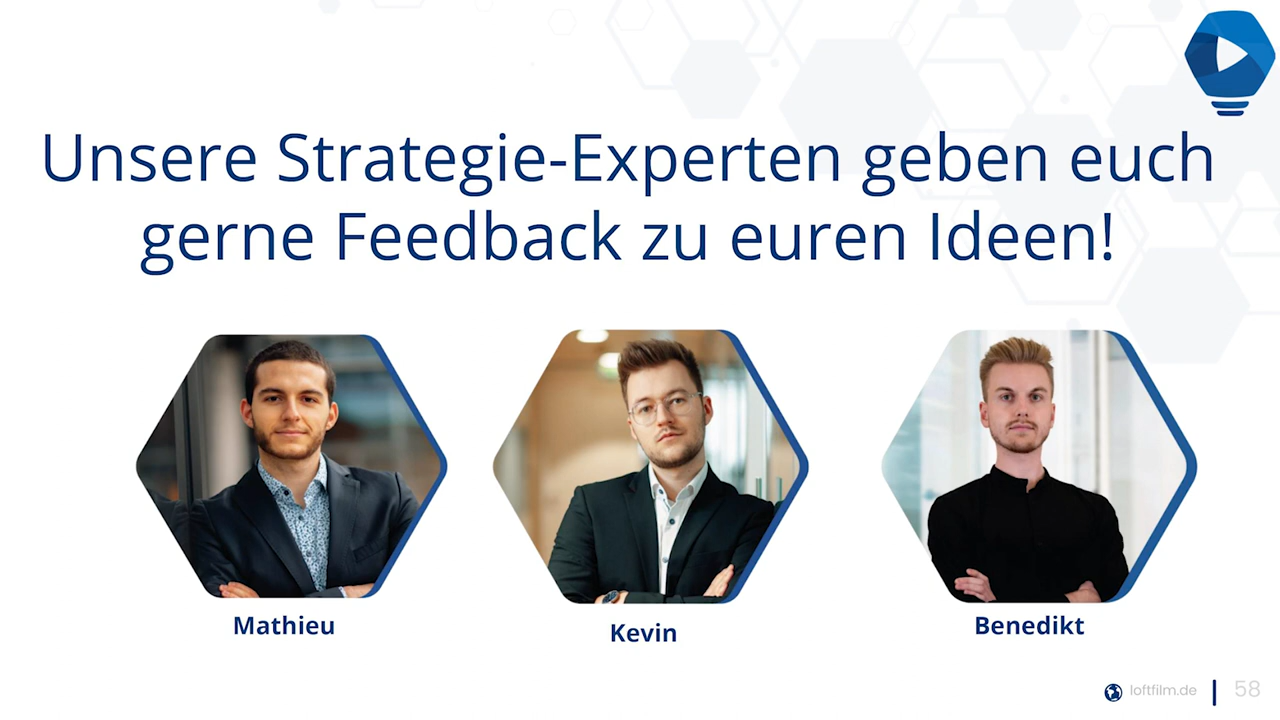 Unsere Strategie-Experten geben euch
gerne Feedback zu euren Ideen!
Mathieu
Kevin
Benedikt
loftfilm.de | 58